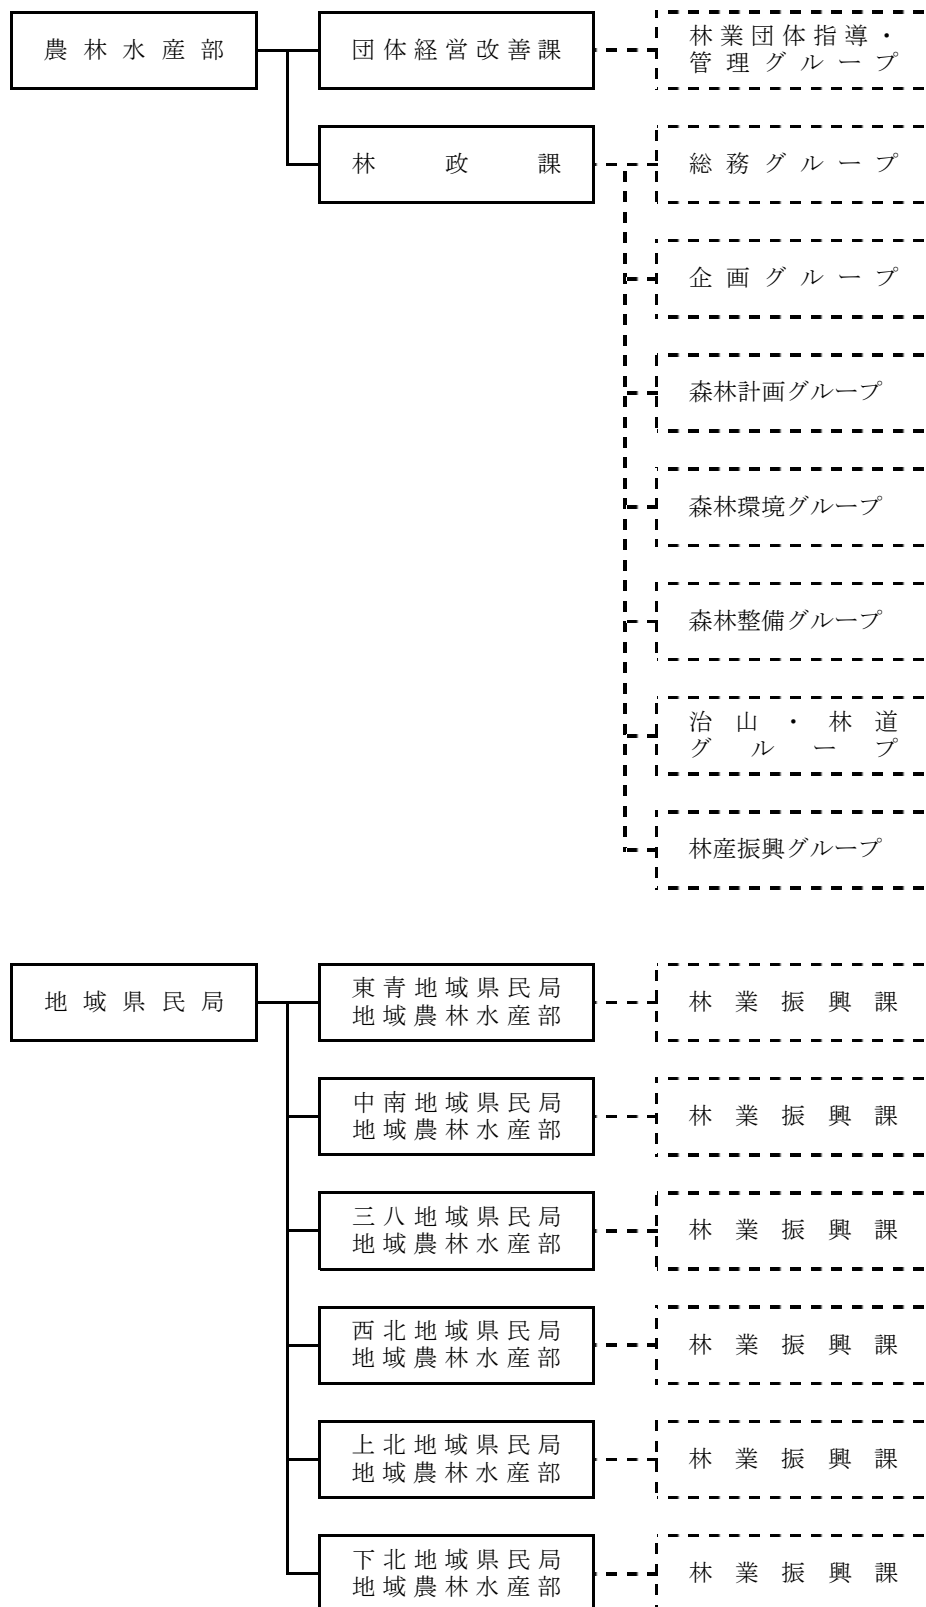 農林水産部
団体経営改善課
林業団体指導・
管理グループ
林政課
総務グループ
企画グループ
森林計画グループ
森林環境グループ
森林整備グループ
治山・林道
グループ
林産振興グループ
地域県民局
東青地域県民局
地域農林水産部
林業振興課
中南地域県民局
地域農林水産部
林業振興課
三八地域県民局
地域農林水産部
林業振興課
西北地域県民局
地域農林水産部
林業振興課
上北地域県民局
地域農林水産部
林業振興課
下北地域県民局
地域農林水産部
林業振興課